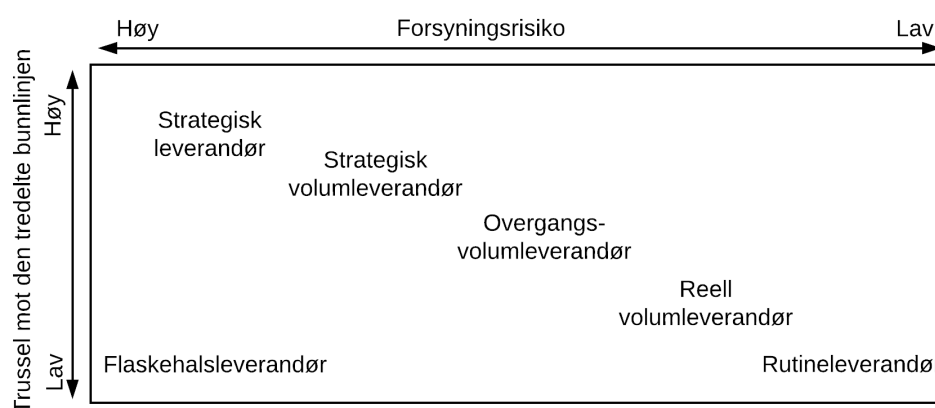 Høy Forsyningsrisiko Lav
Trussel mot den tredelte bunnlinjen
Høy
Lav
Strategisk
leverandør
Strategisk
volumleverandør
Overgangs-
volumleverandør
Reell
volumleverandør
Flaskehalsleverandør Rutineleverandø